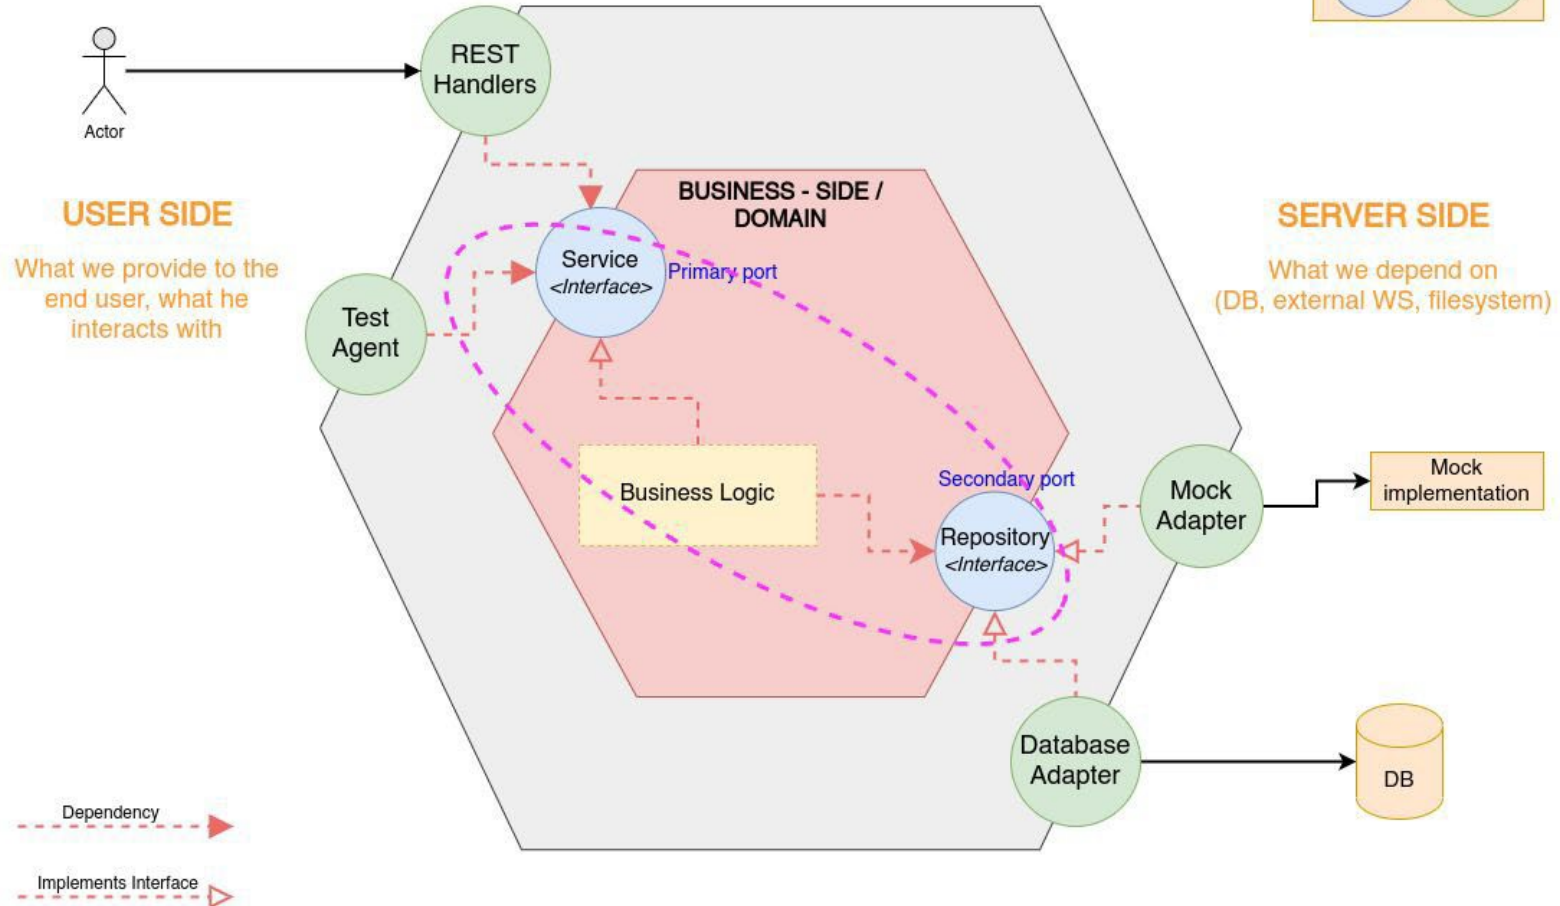 REST
Handlers
Actor
BUSINESS - SIDE /
DOMAIN
USER SIDE
What we provide to the
end user, what he
interacts with
SERVER SIDE
What we depend on
(DB, external WS, filesystem)
Service
<Interface>
Primary port
Test
Agent
Business Logic
Secondary port
Repository
<Interface>
Mock
Adapter
Mock
implementation
Database
Adapter
DB
Dependency
Implements Interface